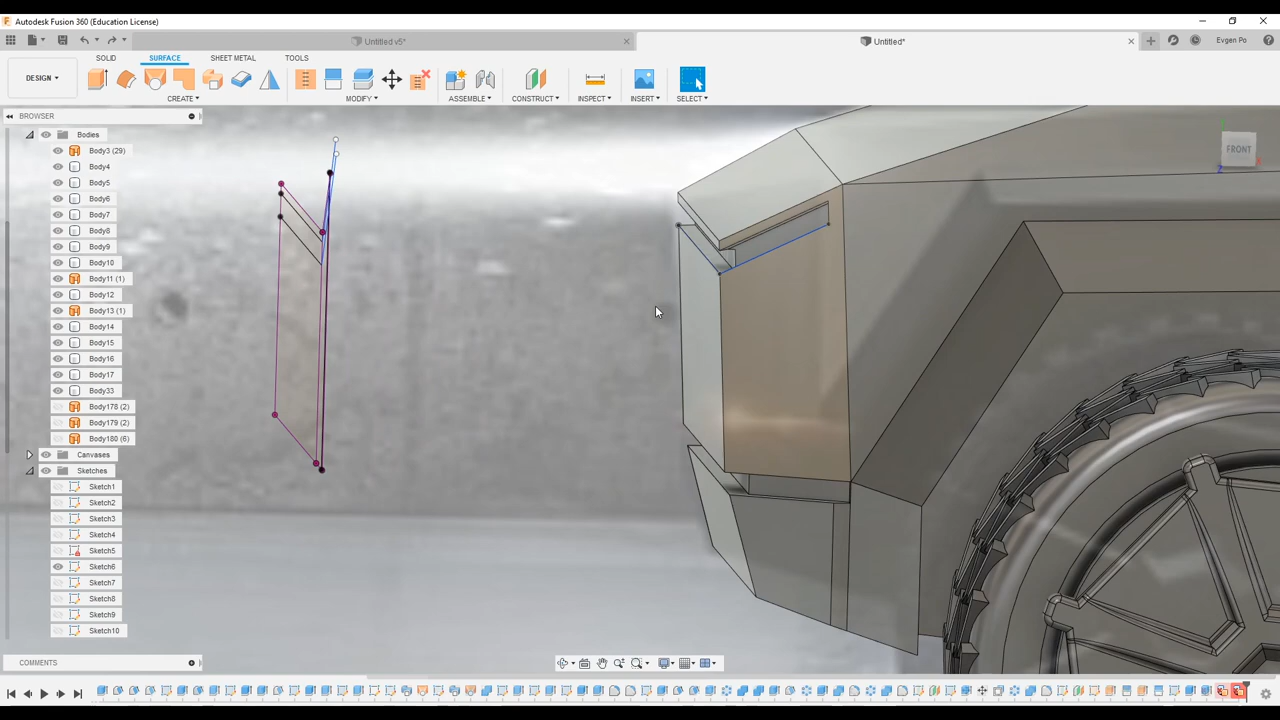 Autodesk Fusion 360 (Education License)
Untitled v5*
Untitled*
Evgen Po
SOLID
SURFACE
SHEET METAL
TOOLS
DESIGN
CREATE
MODIFY
ASSEMBLE
CONSTRUCT
INSPECT
INSERT
SELECT
BROWSER
FRONT
Z
X
Bodies
Body3 (29)
Body4
Body5
Body6
Body7
Body8
Body9
Body10
Body11 (1)
Body12
Body13 (1)
Body14
Body15
Body16
Body17
Body33
Body178 (2)
Body179 (2)
Body180 (6)
Canvases
Sketches
Sketch1
Sketch2
Sketch3
Sketch4
Sketch5
Sketch6
Sketch7
Sketch8
Sketch9
Sketch10
COMMENTS